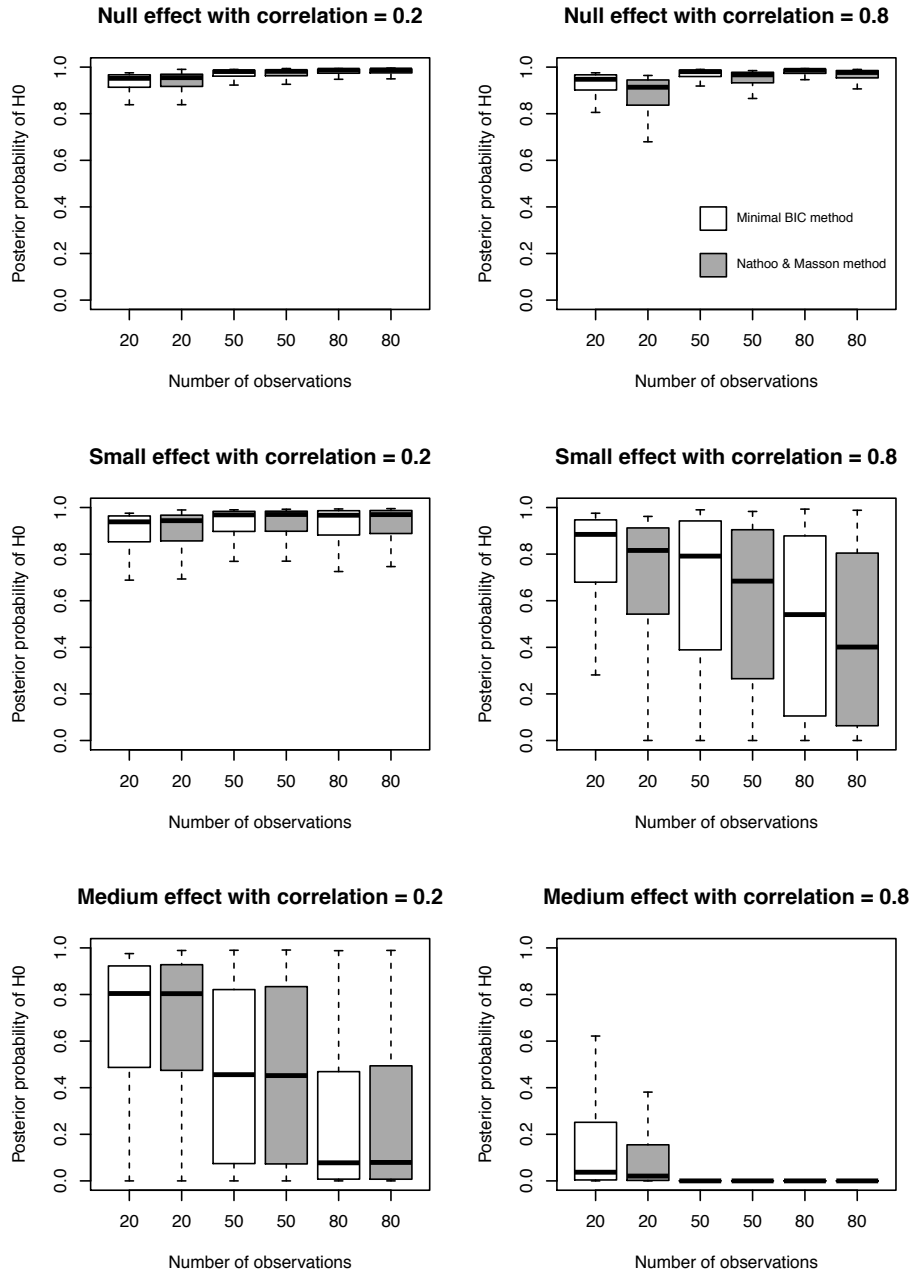 Null effect with correlation = 0.2
Posterior probability of H0
1.0
0.8
0.6
0.4
0.2
0.0
20 20 50 50 80 80
Number of observations
Null effect with correlation = 0.8
Posterior probability of H0
1.0
0.8
0.6
0.4
0.2
0.0
Minimal BIC method
Nathoo & Masson method
20 20 50 50 80 80
Number of observations
Small effect with correlation = 0.2
Posterior probability of H0
1.0
0.8
0.6
0.4
0.2
0.0
20 20 50 50 80 80
Number of observations
Small effect with correlation = 0.8
Posterior probability of H0
1.0
0.8
0.6
0.4
0.2
0.0
20 20 50 50 80 80
Number of observations
Medium effect with correlation = 0.2
Posterior probability of H0
1.0
0.8
0.6
0.4
0.2
0.0
20 20 50 50 80 80
Number of observations
Medium effect with correlation = 0.8
Posterior probability of H0
1.0
0.8
0.6
0.4
0.2
0.0
20 20 50 50 80 80
Number of observations